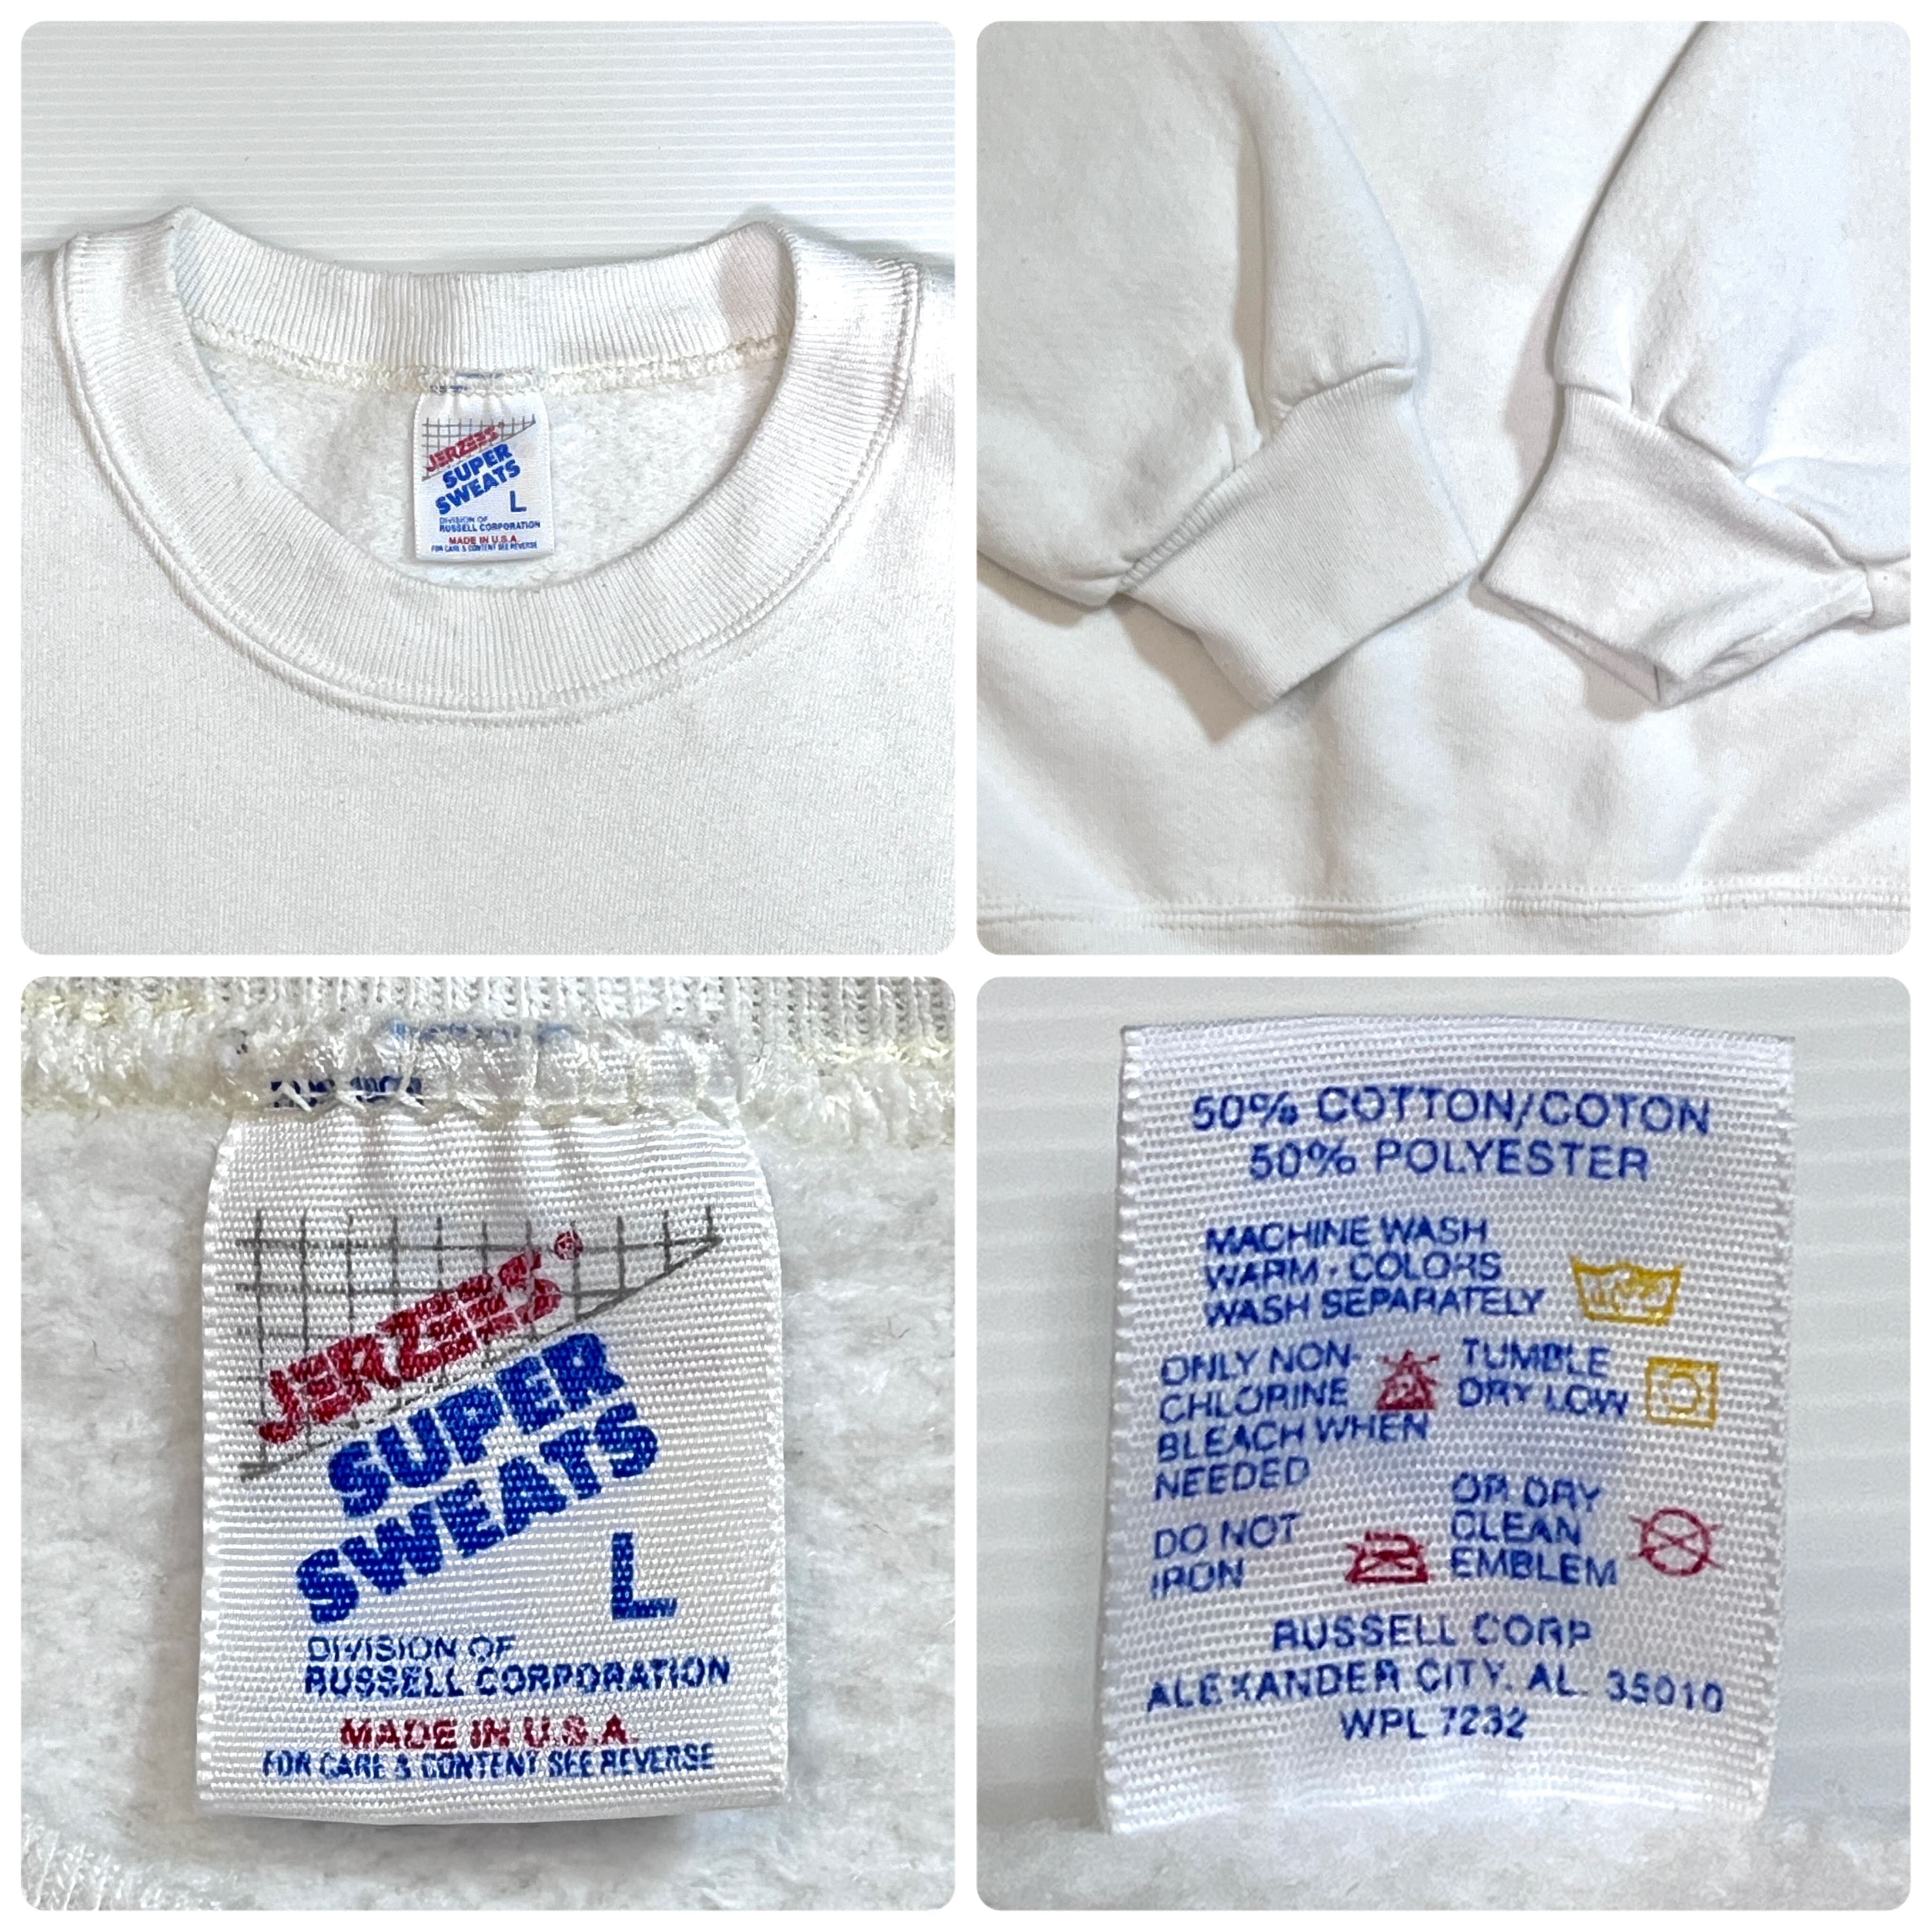 JERZEES®
SUPER
SWEATS
L
DIVISION OF
RUSSELL CORPORATION
MADE IN U.S.A.
FOR CARE & CONTENT SEE REVERSE
JERZEES®
SUPER
SWEATS
L
DIVISION OF
RUSSELL CORPORATION
MADE IN U.S.A.
FOR CARE & CONTENT SEE REVERSE
50% COTTON/COTON
50% POLYESTER
MACHINE WASH
WARM - COLORS
WASH SEPARATELY
ONLY NON-
CHLORINE
BLEACH WHEN
NEEDED
TUMBLE
DRY LOW
DO NOT
IRON
OR DRY
CLEAN
EMBLEM
RUSSELL CORP
ALEXANDER CITY, AL. 35010
WPL 7232